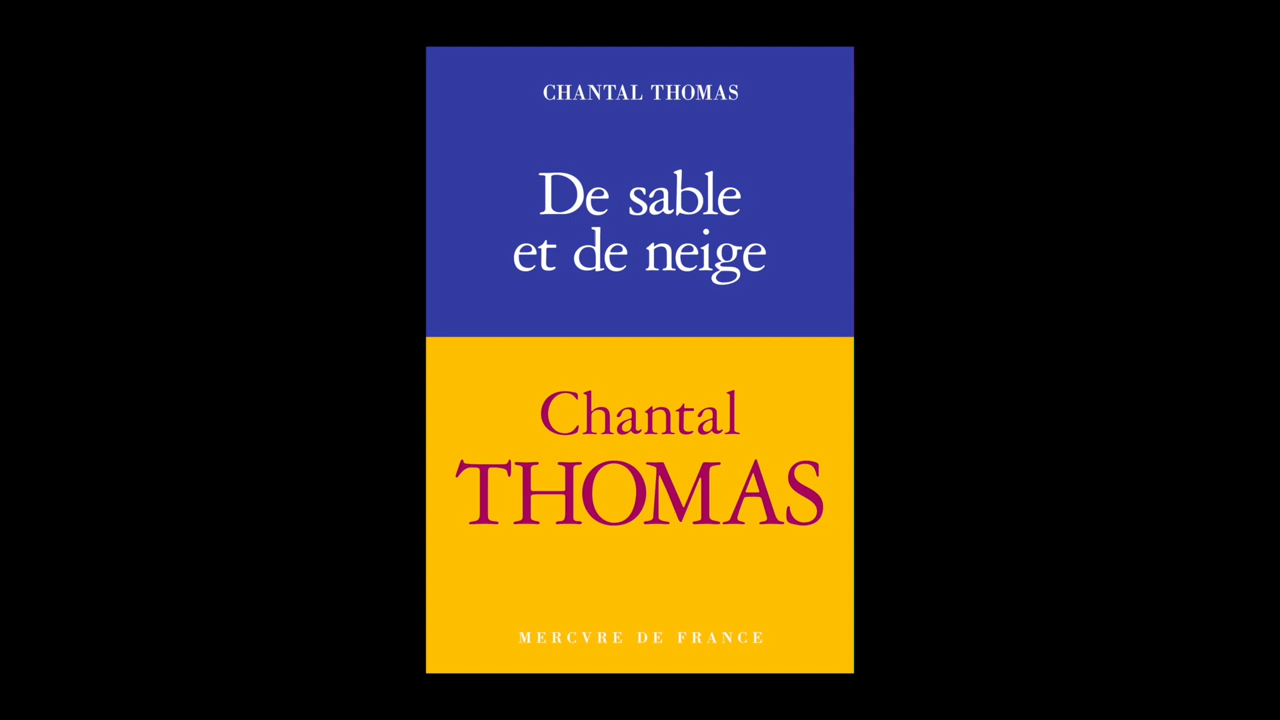 CHANTAL THOMAS
De sable
et de neige
Chantal
THOMAS
MERCVRE DE FRANCE